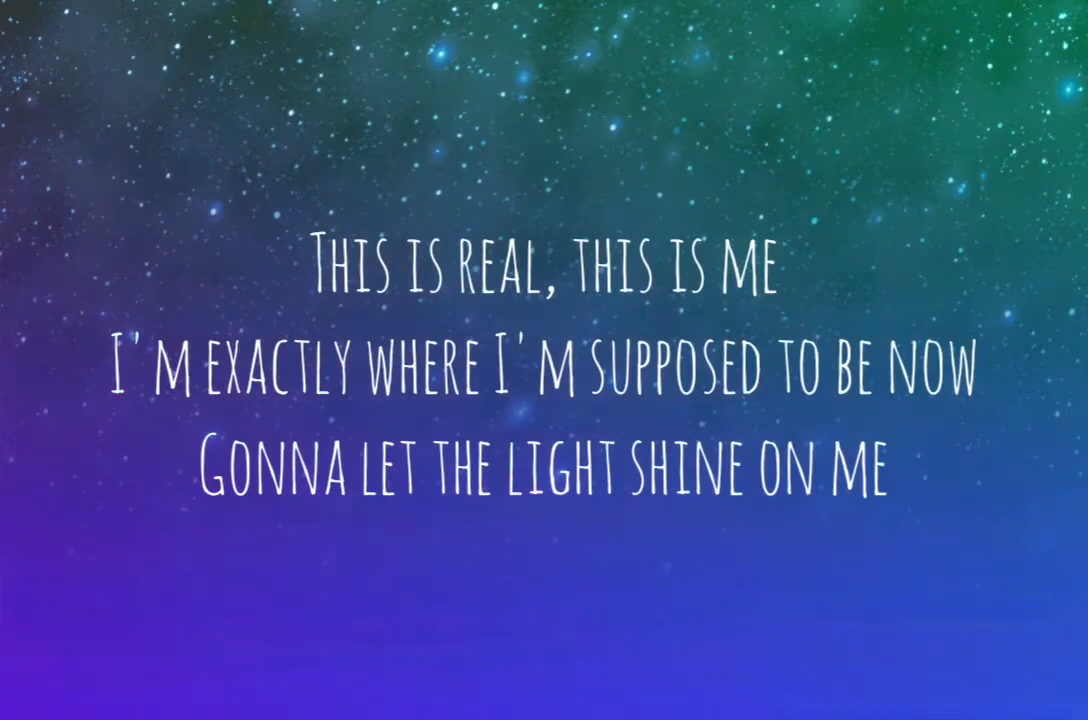 This is real, this is me
I'm exactly where I'm supposed to be now
Gonna let the light shine on me